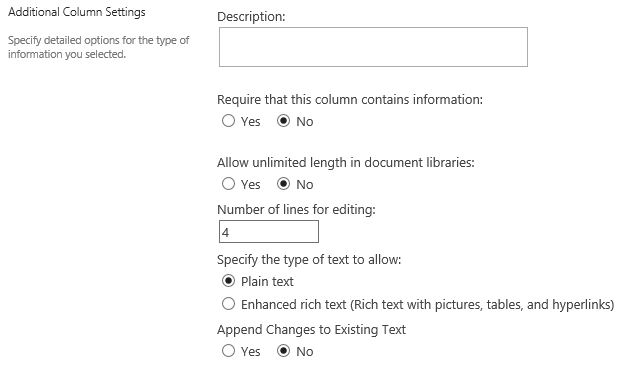 Additional Column Settings
Specify detailed options for the type of
information you selected.
Description:
Require that this column contains information:
Yes No
Allow unlimited length in document libraries:
Yes No
Number of lines for editing:
4
Specify the type of text to allow:
Plain text
Enhanced rich text (Rich text with pictures, tables, and hyperlinks)
Append Changes to Existing Text
Yes No